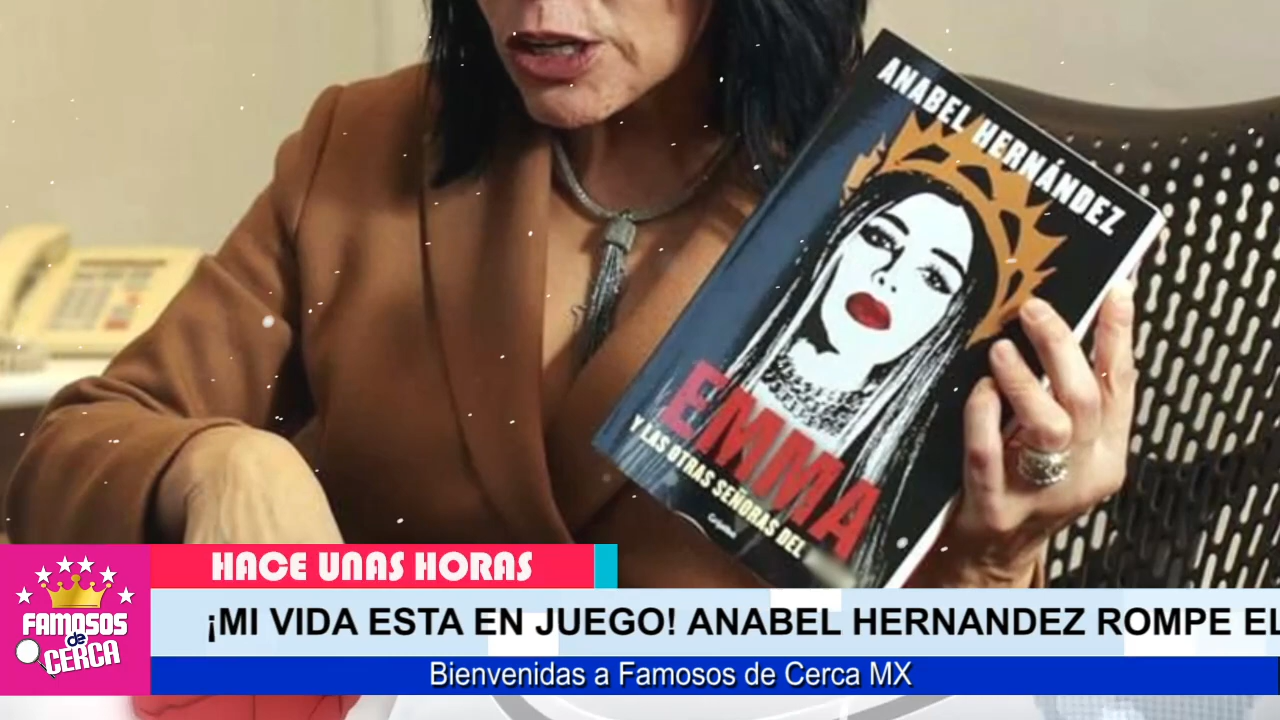 ANABEL HERNÁNDEZ
EMMA
Y LAS OTRAS SEÑORAS DEL
Grijalbo
HACE UNAS HORAS
FAMOSOS
de
CERCA
¡MI VIDA ESTA EN JUEGO! ANABEL HERNANDEZ ROMPE EL
Bienvenidas a Famosos de Cerca MX